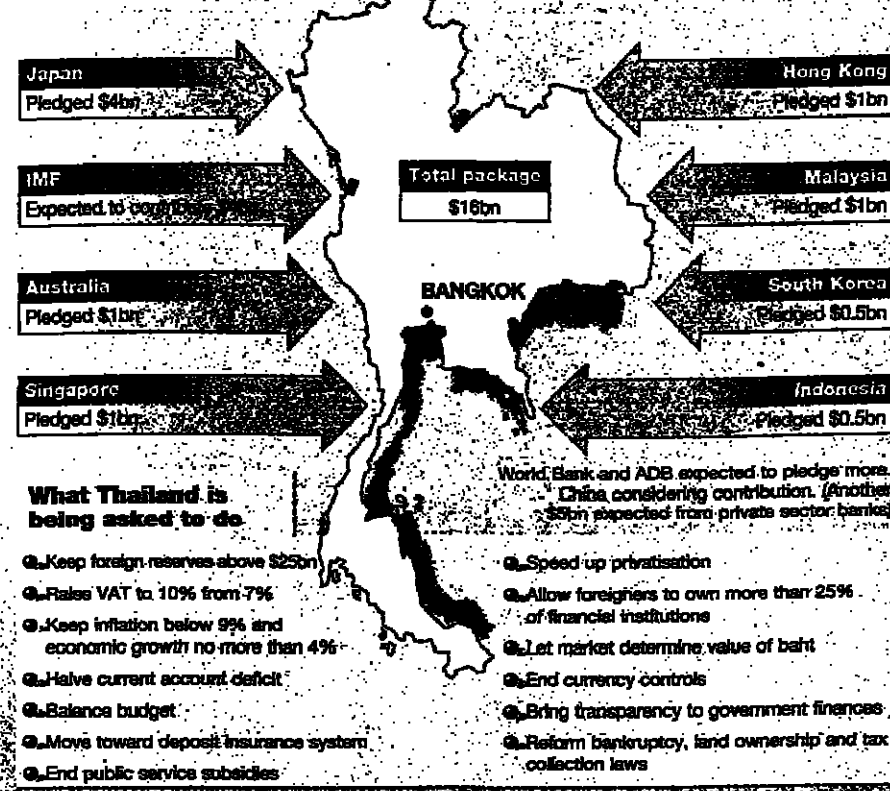 Japan
Pledged $4bn
IMF
Expected to
Australia
Pledged $1bn
Singapore
Pledged $1bn
Total package
$16bn
BANGKOK
Hong Kong
Pledged $1bn
Malaysia
Pledged $1bn
South Korea
Pledged $0.5bn
Indonesia
Pledged $0.5bn
World Bank and ADB expected to pledge more.
China considering contribution. (Another
$5bn expected from private sector banks)
What Thailand is
being asked to do
Keep foreign reserves above $25bn
Raise VAT to 10% from 7%
Keep inflation below 9% and
economic growth no more than 4%
Halve current account deficit
Balance budget
Move toward deposit insurance system
End public service subsidies
Speed up privatisation
Allow foreigners to own more than 25%
of financial institutions
Let market determine value of baht
End currency controls
Bring transparency to government finances
Reform bankruptcy, land ownership and tax
collection laws